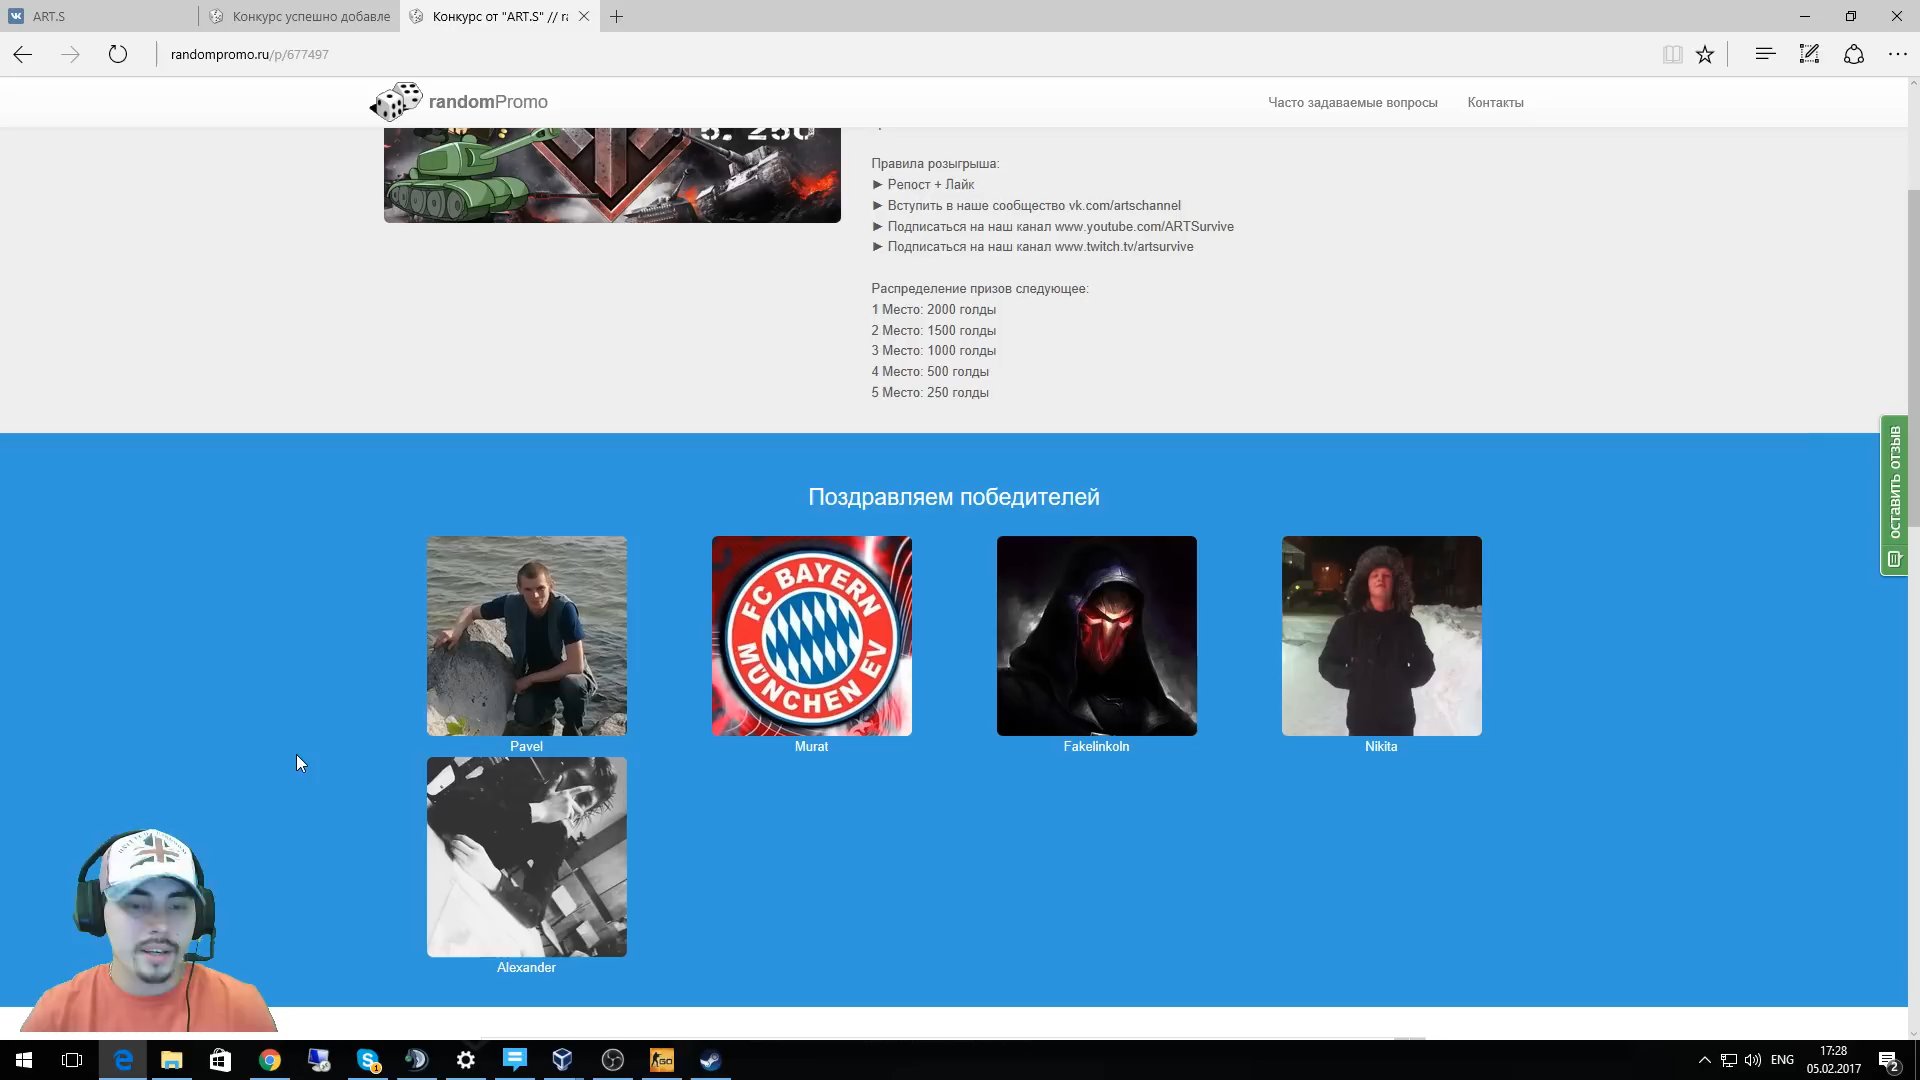 ART.S
Конкурс успешно добавле
Конкурс от "ART.S" // ra
randompromo.ru/p/677497
randomPromo
Часто задаваемые вопросы
Контакты
5. 250
Правила розыгрыша:
► Репост + Лайк
► Вступить в наше сообщество vk.com/artschannel
► Подписаться на наш канал www.youtube.com/ARTSurvive
► Подписаться на наш канал www.twitch.tv/artsurvive
Распределение призов следующее:
1 Место: 2000 голды
2 Место: 1500 голды
3 Место: 1000 голды
4 Место: 500 голды
5 Место: 250 голды
оставить отзыв
Поздравляем победителей
FC BAYERN
MÜNCHEN EV
Pavel
Murat
Fakelinkoln
Nikita
Alexander
ENG
17:28
05.02.2017
2